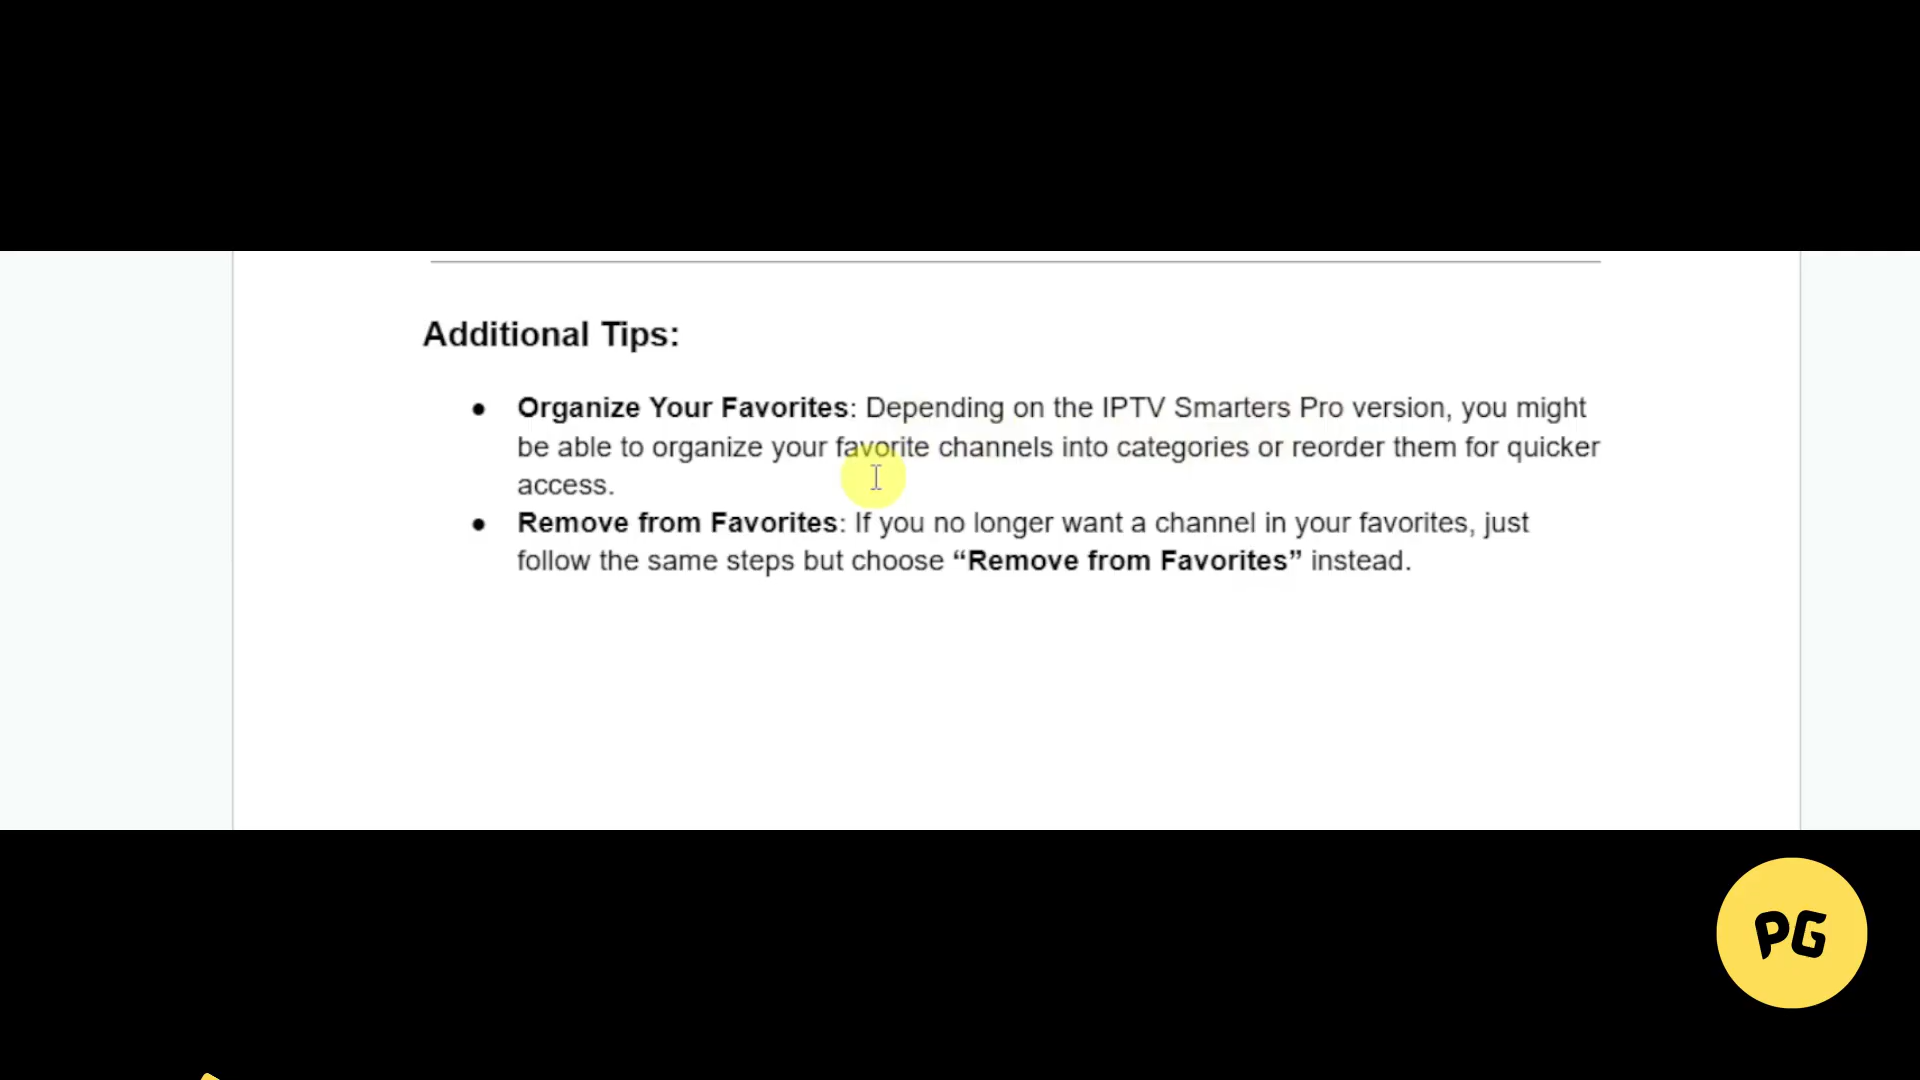 Additional Tips:
● Organize Your Favorites: Depending on the IPTV Smarters Pro version, you might
be able to organize your favorite channels into categories or reorder them for quicker
access.
● Remove from Favorites: If you no longer want a channel in your favorites, just
follow the same steps but choose “Remove from Favorites” instead.
PG